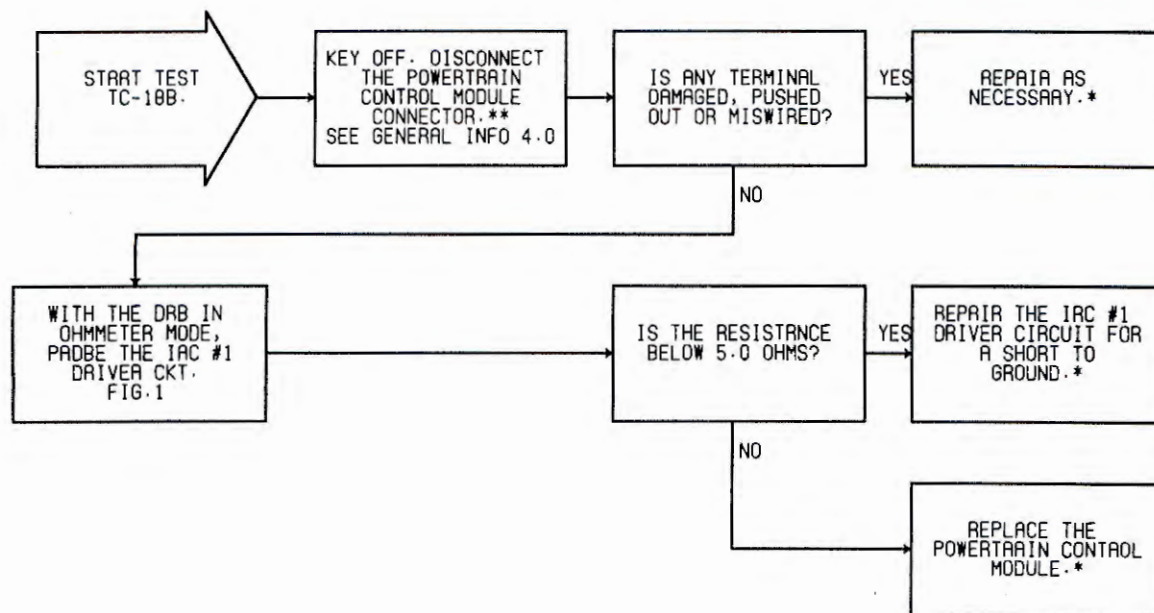 START TEST
TC-18B.
KEY OFF. DISCONNECT
THE POWERTRAIN
CONTROL MODULE
CONNECTOR.**
SEE GENERAL INFO 4.0
IS ANY TERMINAL
DAMAGED, PUSHED
OUT OR MISWIRED?
YES
REPAIR AS
NECESSARY.*
NO
WITH THE DRB IN
OHMMETER MODE,
PROBE THE IAC #1
DRIVER CKT.
FIG.1
IS THE RESISTANCE
BELOW 5.0 OHMS?
YES
REPAIR THE IAC #1
DRIVER CIRCUIT FOR
A SHORT TO
GROUND.*
NO
REPLACE THE
POWERTRAIN CONTROL
MODULE.*